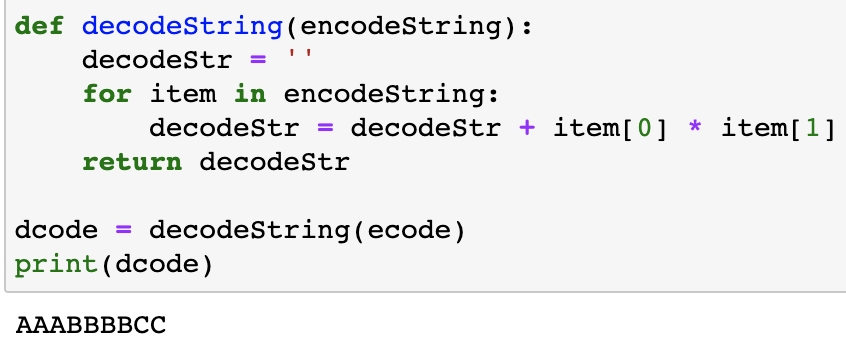 def decodeString(encodeString):
    decodeStr = ''
    for item in encodeString:
        decodeStr = decodeStr + item[0] * item[1]
    return decodeStr

dcode = decodeString(ecode)
print(dcode)
AAABBBBCC